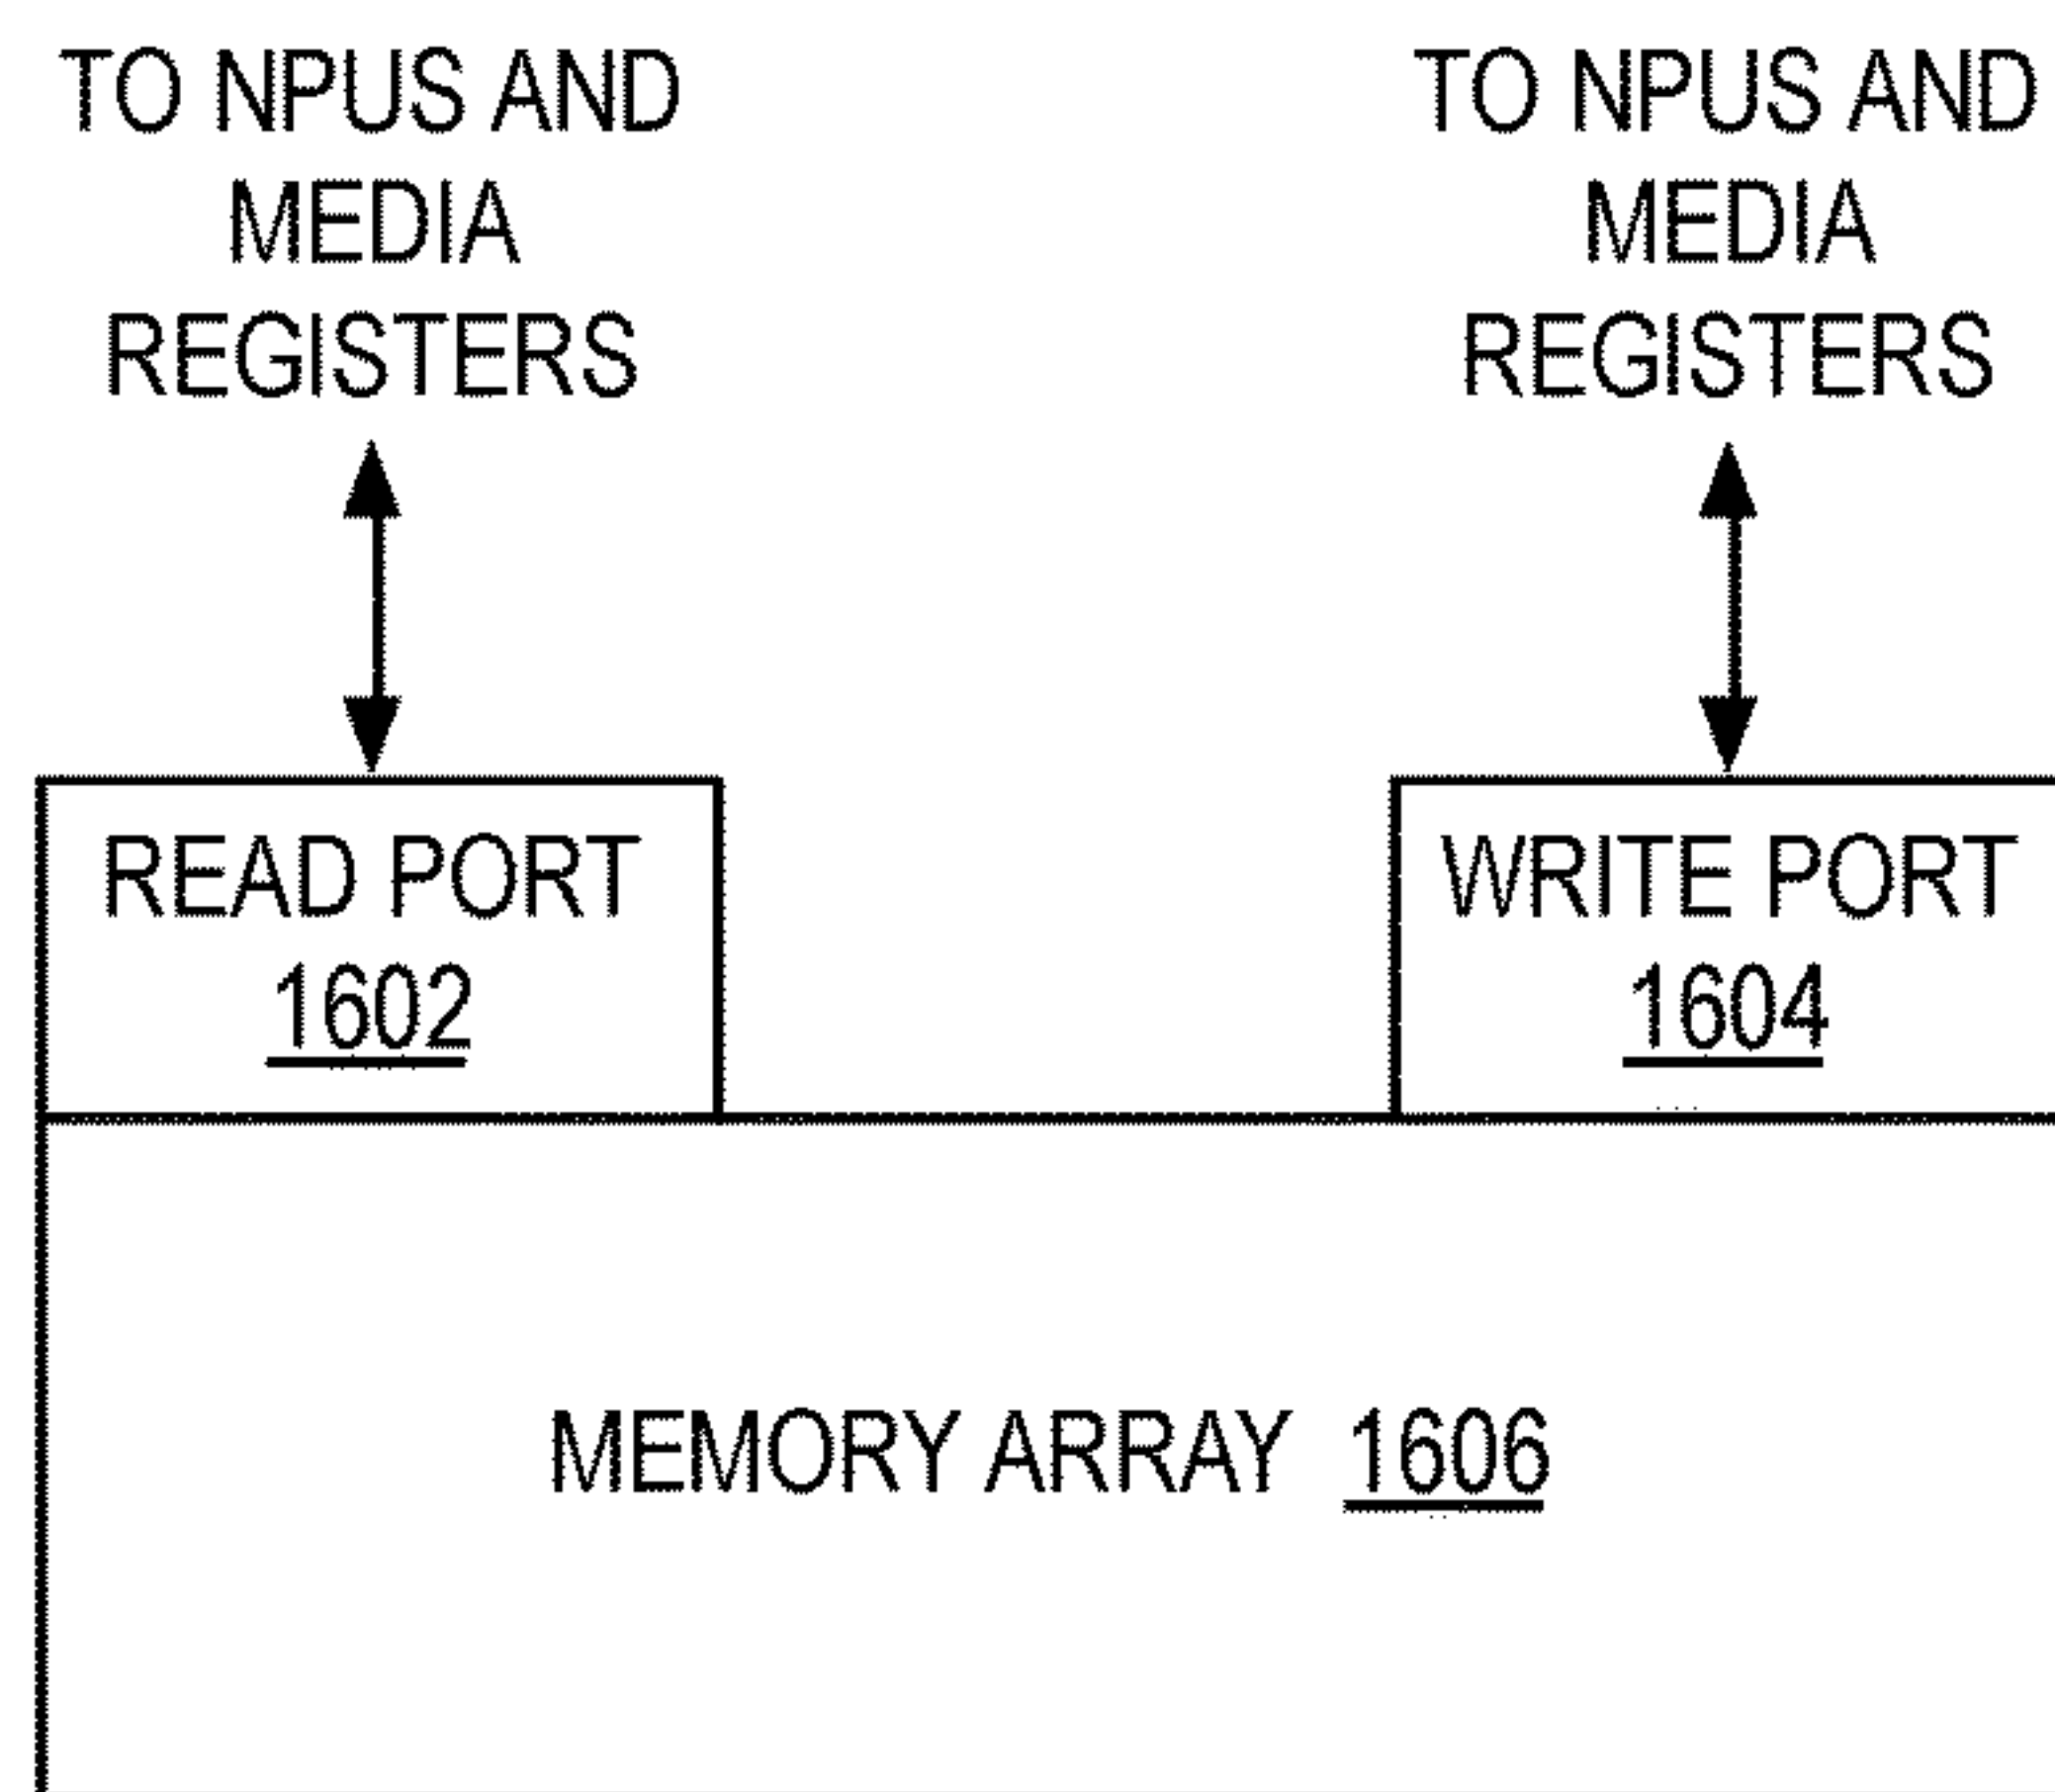 TO NPUS AND
MEDIA
REGISTERS
TO NPUS AND
MEDIA
REGISTERS
READ PORT
1602
WRITE PORT
1604
MEMORY ARRAY 1606